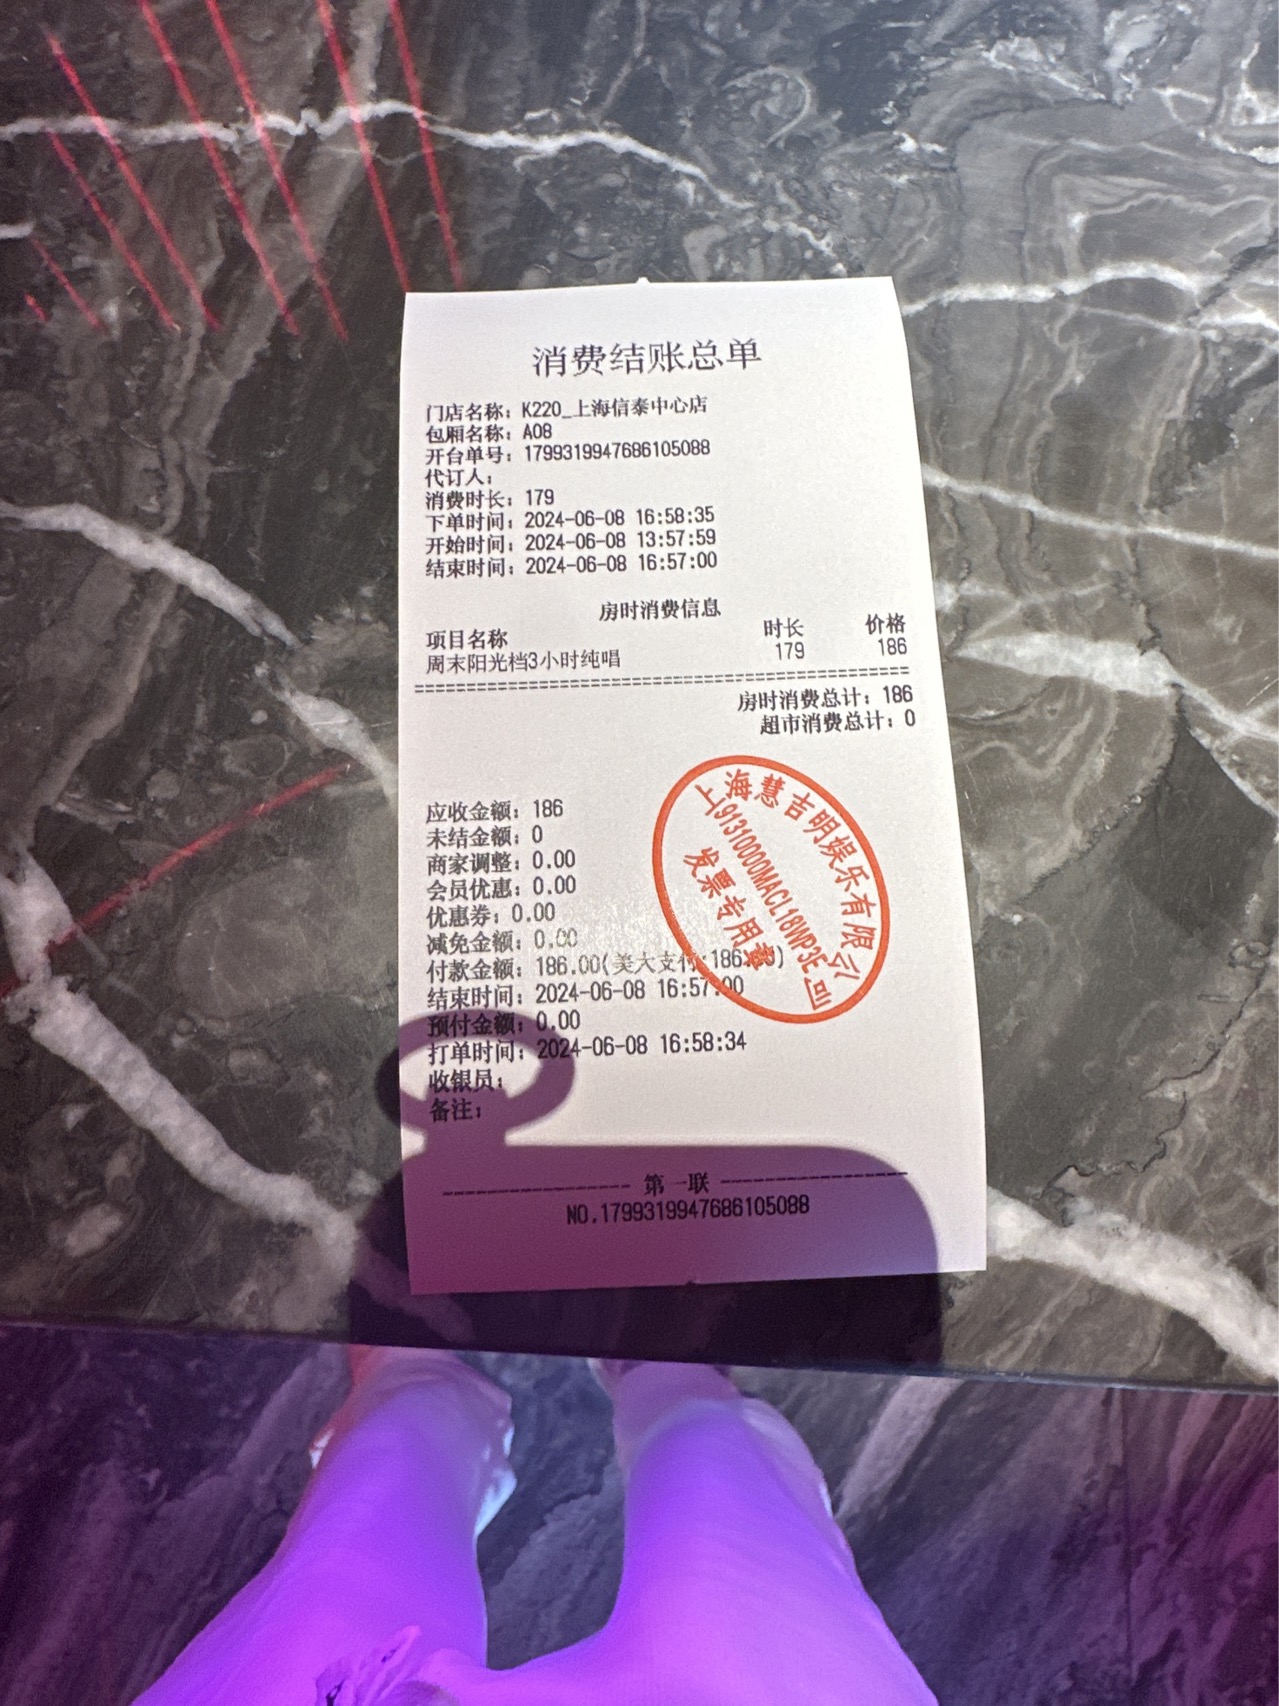 消费结账总单
门店名称：K220_上海信泰中心店
包厢名称：A08
开台单号：1799319947686105088
代订人：
消费时长：179
下单时间：2024-06-08 16:58:35
开始时间：2024-06-08 13:57:59
结束时间：2024-06-08 16:57:00
房时消费信息
项目名称 时长 价格
周末阳光档3小时纯唱 179 186
房时消费总计：186
超市消费总计：0
应收金额：186
未结金额：0
商家调整：0.00
会员优惠：0.00
优惠券：0.00
减免金额：0.00
付款金额：186.00(美大支付:186.00)
结束时间：2024-06-08 16:57:00
预付金额：0.00
打单时间：2024-06-08 16:58:34
收银员：
备注：
上海慧吉明娱乐有限公司
91310000MACL18WP3E
发票专用章
第一联
NO.1799319947686105088